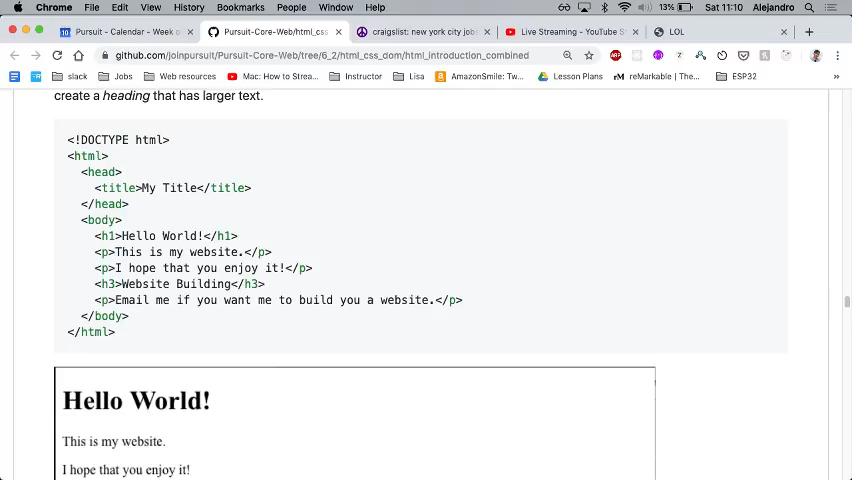 Chrome File Edit View History Bookmarks People Window Help 13% Sat 11:10 Alejandro
Pursuit - Calendar - Week o Pursuit-Core-Web/html_css craigslist: new york city jobs Live Streaming - YouTube S LOL
github.com/joinpursuit/Pursuit-Core-Web/tree/6_2/html_css_dom/html_introduction_combined
slack Jobs Web resources Mac: How to Strea... Instructor Lisa AmazonSmile: Tw... Lesson Plans reMarkable | The... ESP32 »
create a heading that has larger text.
<!DOCTYPE html>
<html>
<head>
<title>My Title</title>
</head>
<body>
<h1>Hello World!</h1>
<p>This is my website.</p>
<p>I hope that you enjoy it!</p>
<h3>Website Building</h3>
<p>Email me if you want me to build you a website.</p>
</body>
</html>
Hello World!
This is my website.
I hope that you enjoy it!